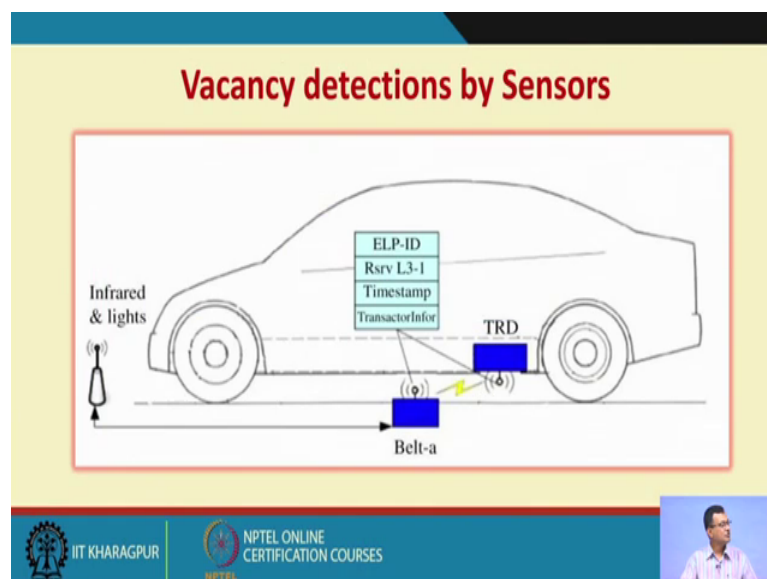 Vacancy detections by Sensors
ELP-ID
Rsrv L3-1
Timestamp
TransactorInfor
Infrared
& lights
TRD
Belt-a
IIT KHARAGPUR
NPTEL ONLINE
CERTIFICATION COURSES
NPTEL